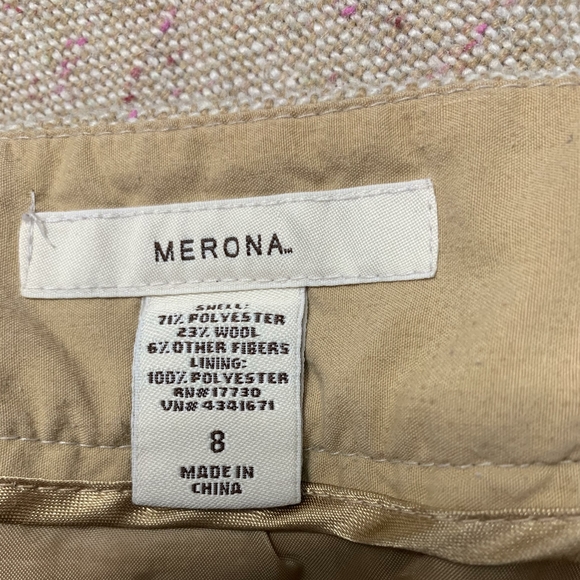 MERONA™
SHELL:
71% POLYESTER
23% WOOL
6% OTHER FIBERS
LINING:
100% POLYESTER
RN# 17730
VN# 4341671
8
MADE IN
CHINA